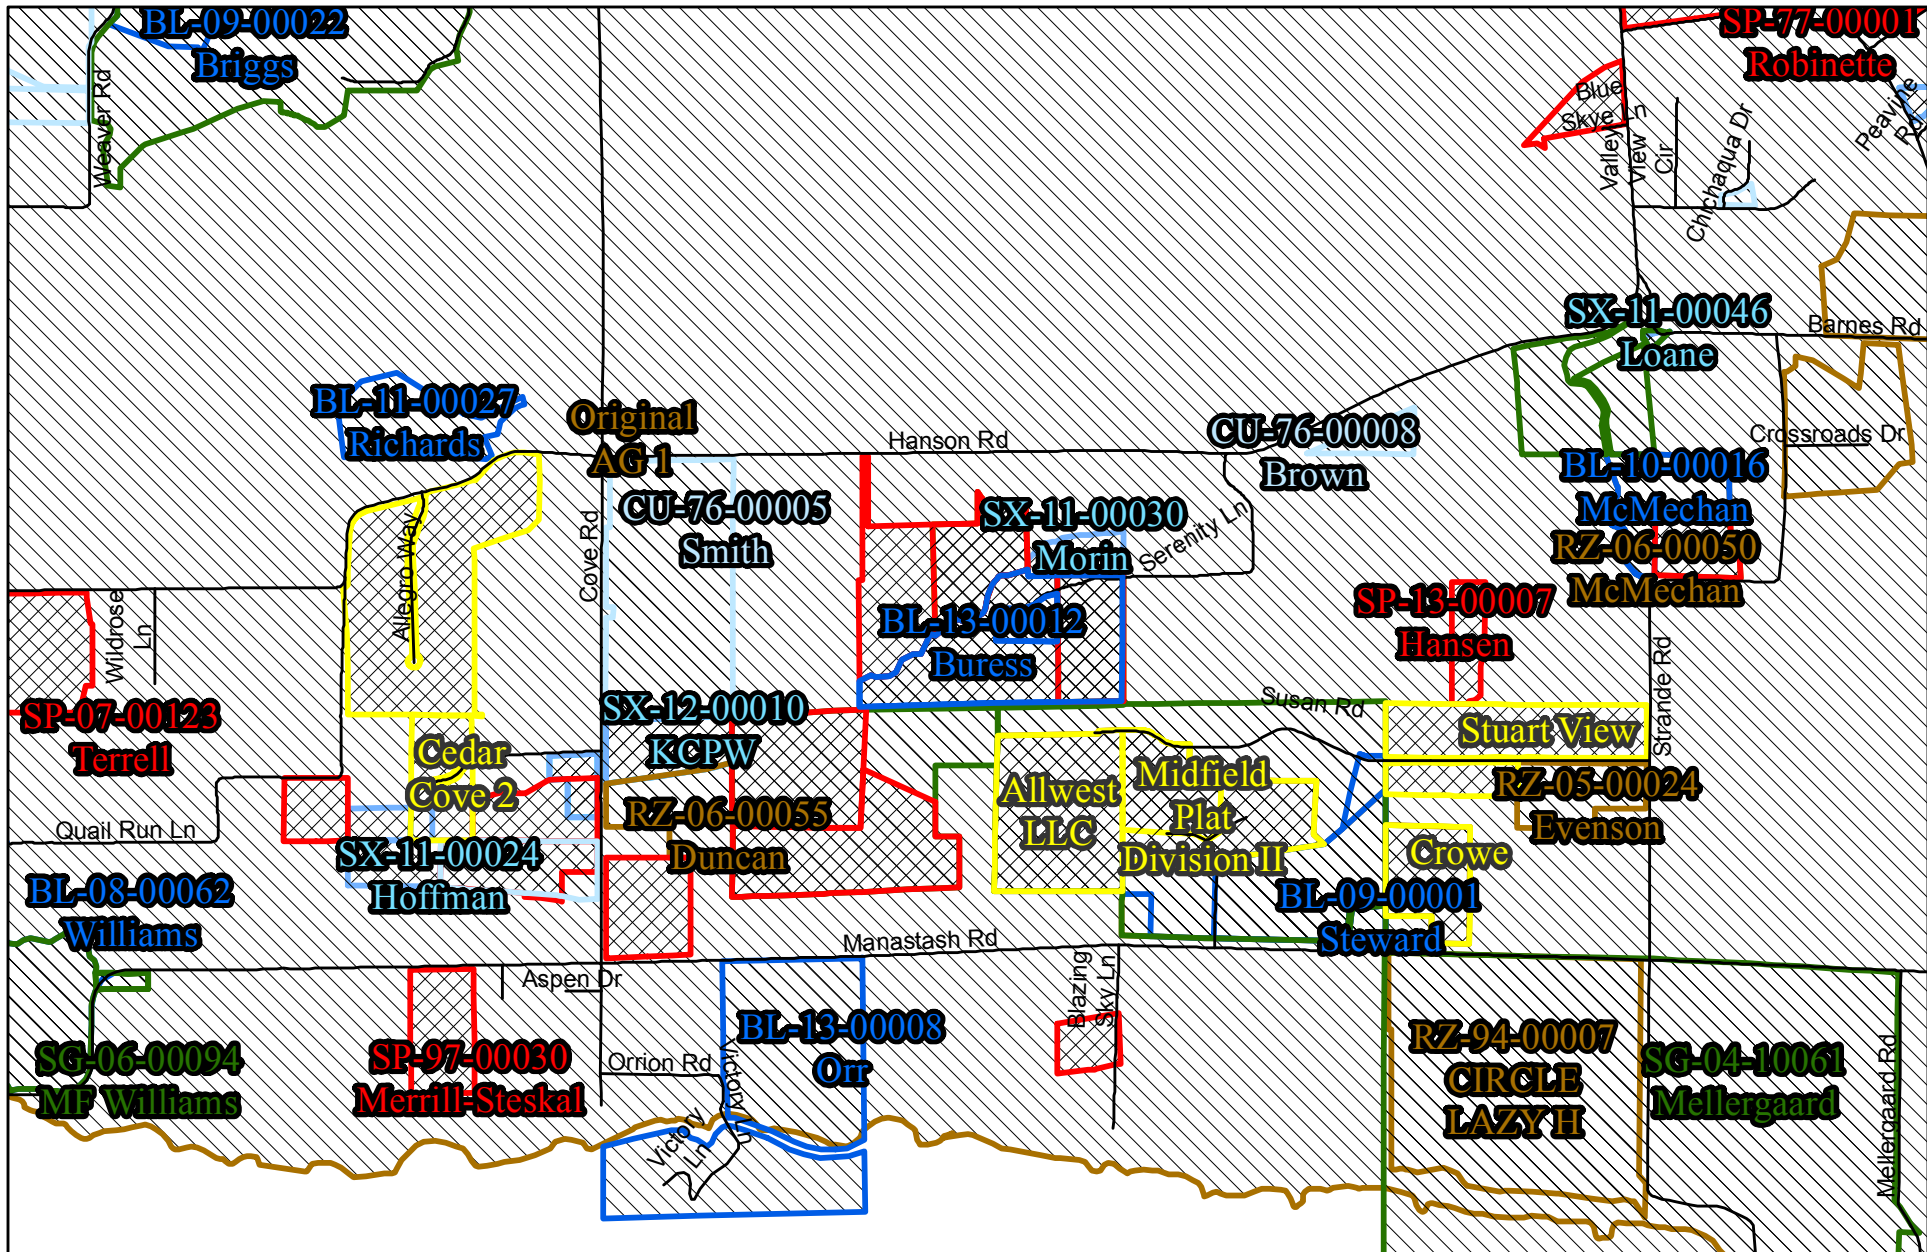 BL-09-00022
Briggs
SP-77-00001
Robinette
Weaver Rd
Blue
Skye Ln
Valley
View
Cir
Chichaqua Dr
Peavine
Rd
SX-11-00046
Loane
Barnes Rd
BL-11-00027
Richards
Original
AG 1
Hanson Rd
CU-76-00008
Brown
Crossroads Dr
BL-10-00016
McMechan
CU-76-00005
Smith
SX-11-00030
Morin
Serenity Ln
RZ-06-00050
McMechan
Allegro Way
Cove Rd
Wildrose
Ln
BL-13-00012
Buress
SP-13-00007
Hansen
Strande Rd
SP-07-00123
Terrell
SX-12-00010
KCPW
Susan Rd
Stuart View
Cedar
Cove 2
Allwest
LLC
Midfield
Plat
Division II
RZ-05-00024
Evenson
RZ-06-00055
Duncan
Quail Run Ln
SX-11-00024
Hoffman
Crowe
BL-08-00062
Williams
BL-09-00001
Steward
Manastash Rd
Aspen Dr
Blazing
Sky Ln
BL-13-00008
Orr
SG-06-00094
MF Williams
SP-97-00030
Merrill-Steskal
Orrion Rd
Victory Ln
Victory
Ln
RZ-94-00007
CIRCLE
LAZY H
SG-04-10061
Mellergaard
Mellergaard Rd